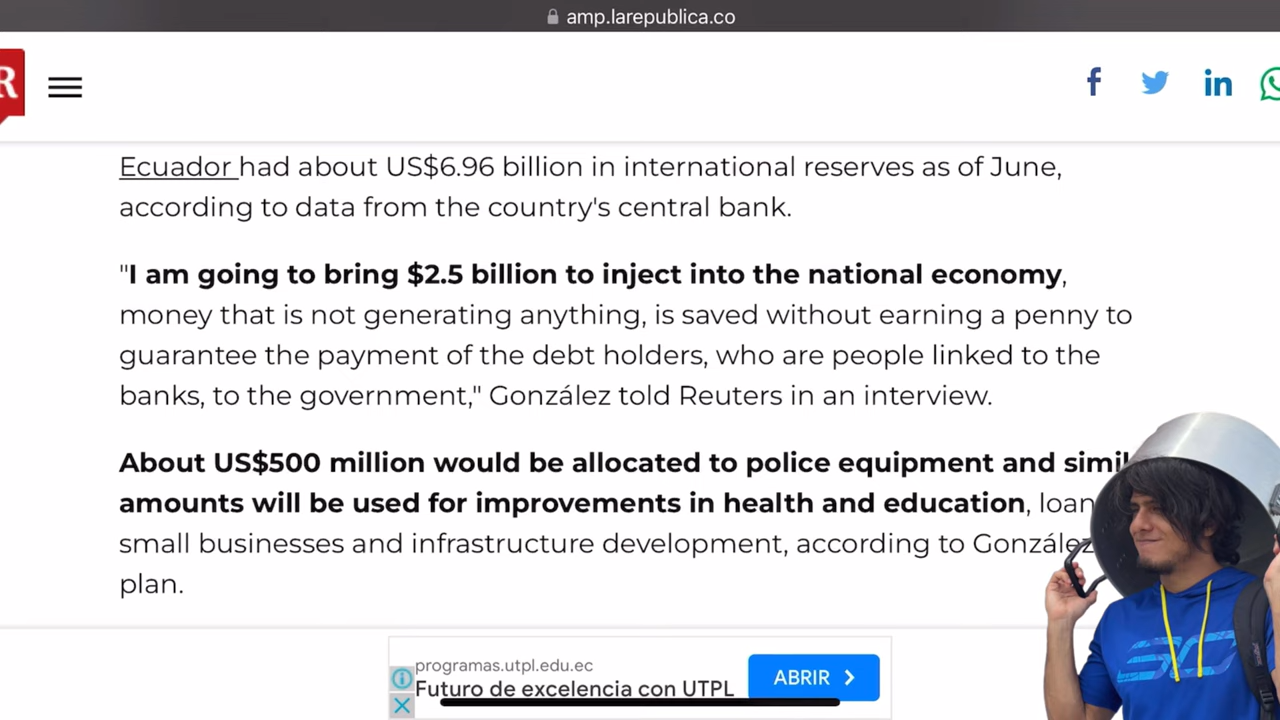 amp.larepublica.co
R
f
in
Ecuador had about US$6.96 billion in international reserves as of June,
according to data from the country's central bank.
"I am going to bring $2.5 billion to inject into the national economy,
money that is not generating anything, is saved without earning a penny to
guarantee the payment of the debt holders, who are people linked to the
banks, to the government," González told Reuters in an interview.
About US$500 million would be allocated to police equipment and simil
amounts will be used for improvements in health and education, loan
small businesses and infrastructure development, according to González
plan.
programas.utpl.edu.ec
Futuro de excelencia con UTPL
ABRIR